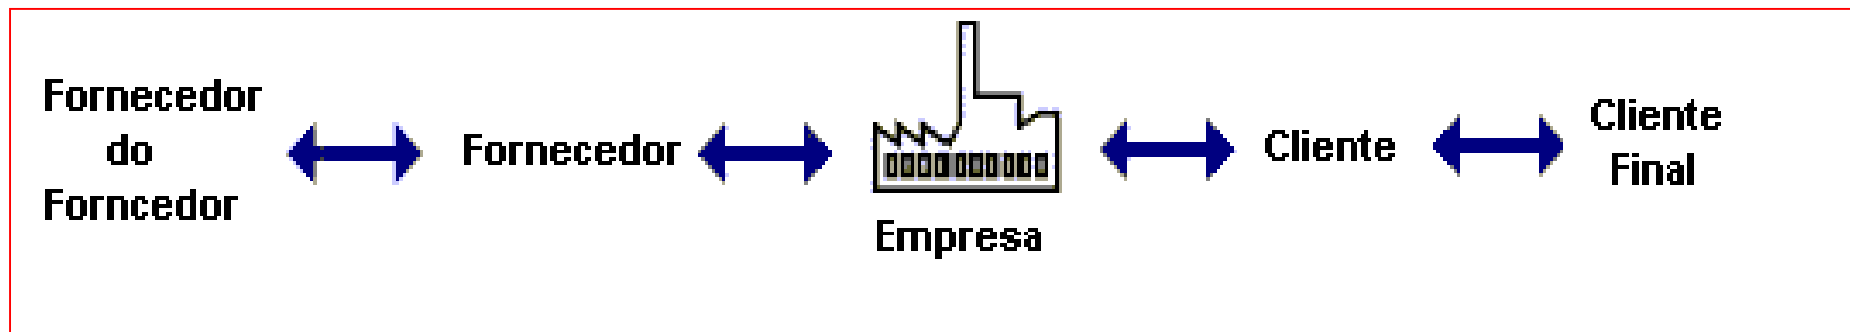 Fornecedor
do
Forncedor
Fornecedor
Empresa
Cliente
Cliente
Final